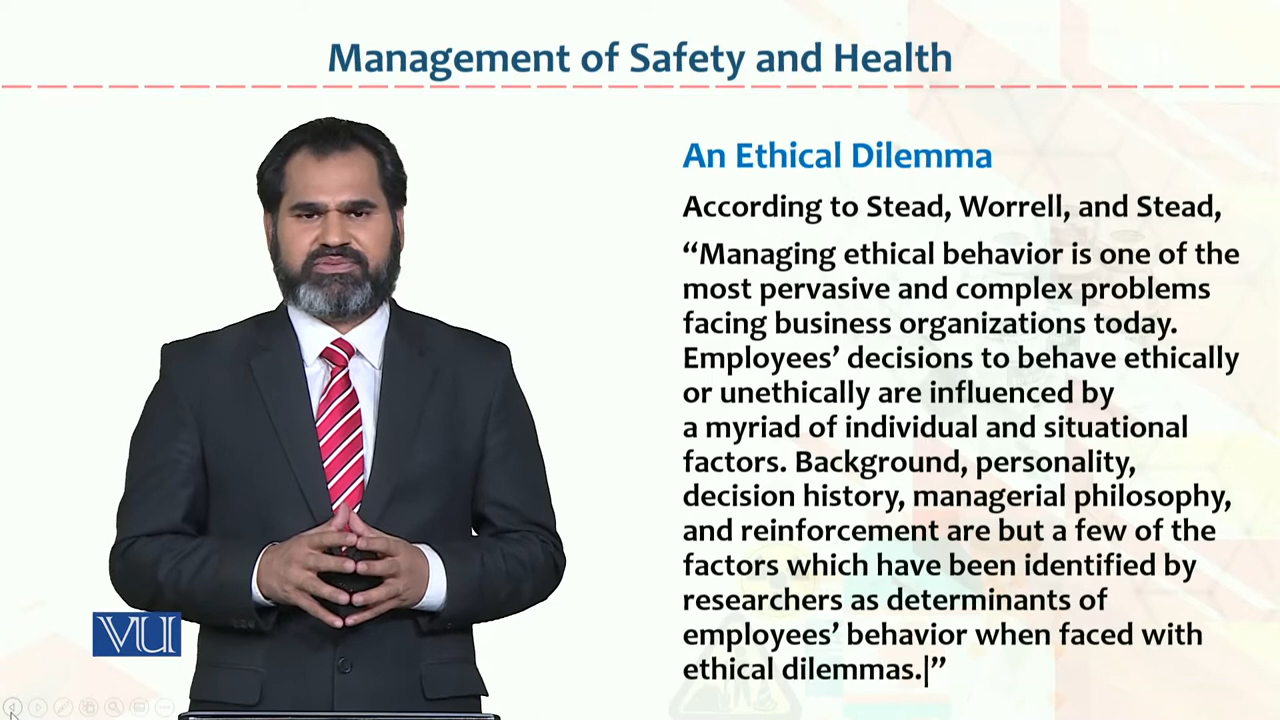 Management of Safety and Health
An Ethical Dilemma
According to Stead, Worrell, and Stead,
“Managing ethical behavior is one of the
most pervasive and complex problems
facing business organizations today.
Employees’ decisions to behave ethically
or unethically are influenced by
a myriad of individual and situational
factors. Background, personality,
decision history, managerial philosophy,
and reinforcement are but a few of the
factors which have been identified by
researchers as determinants of
employees’ behavior when faced with
ethical dilemmas.|”
VU